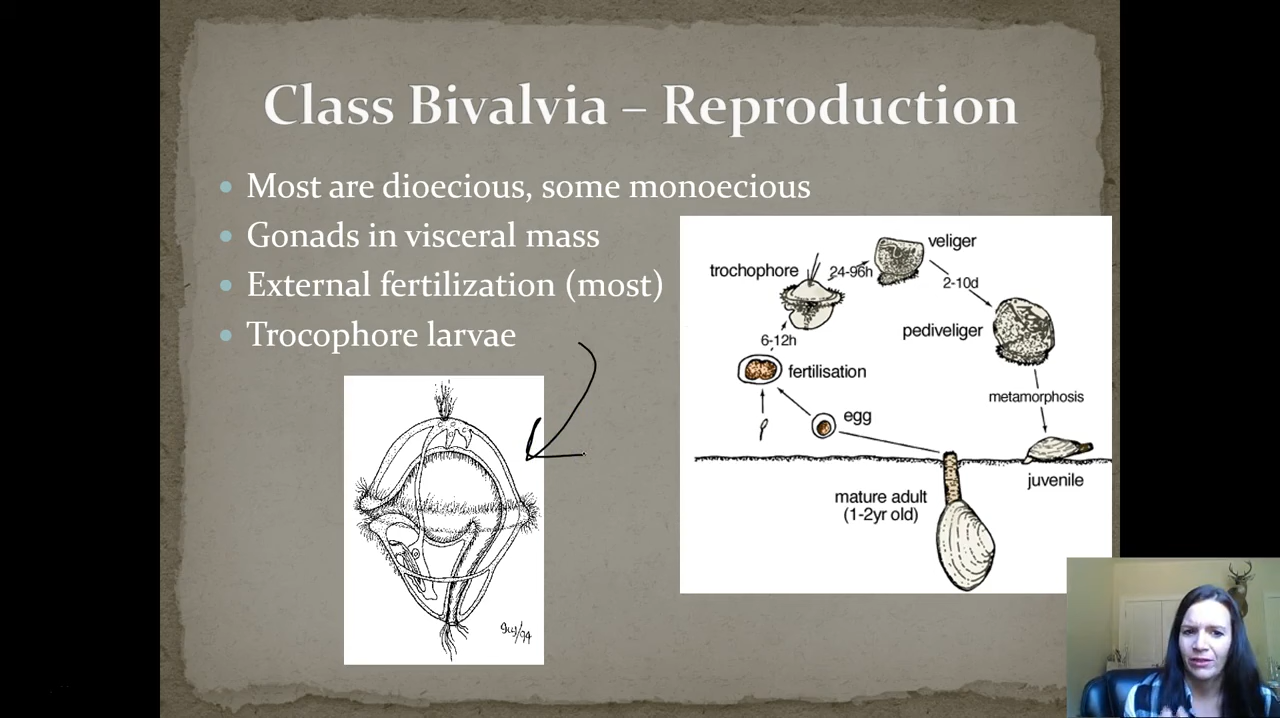 Class Bivalvia – Reproduction
• Most are dioecious, some monoecious
• Gonads in visceral mass
• External fertilization (most)
• Trocophore larvae
veliger
trochophore
24-96h
2-10d
pediveliger
6-12h
fertilisation
metamorphosis
egg
juvenile
mature adult
(1-2yr old)